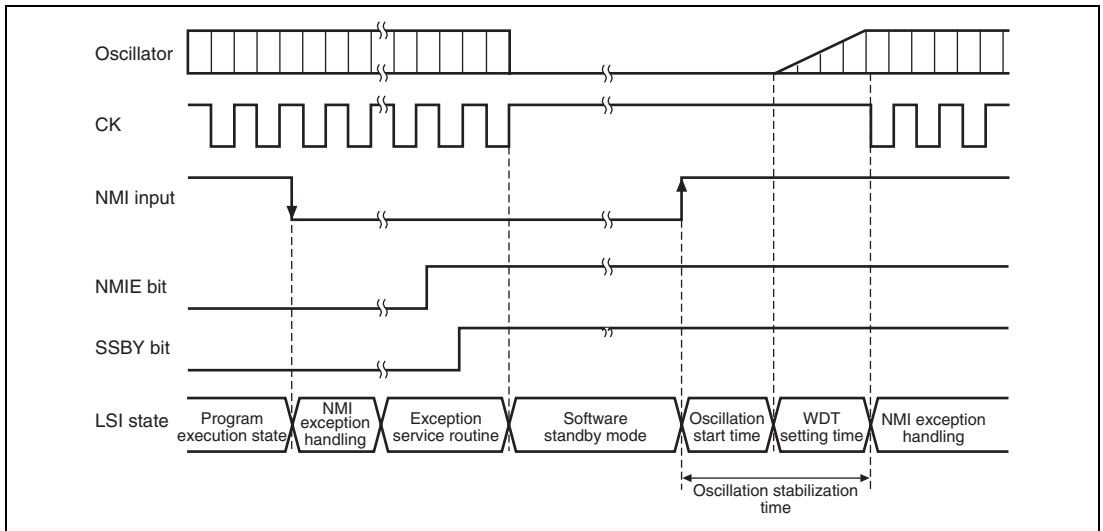 Oscillator
CK
NMI input
NMIE bit
SSBY bit
LSI state
Program
execution state
NMI
exception
handling
Exception
service routine
Software
standby mode
Oscillation
start time
WDT
setting time
NMI exception
handling
Oscillation stabilization
time